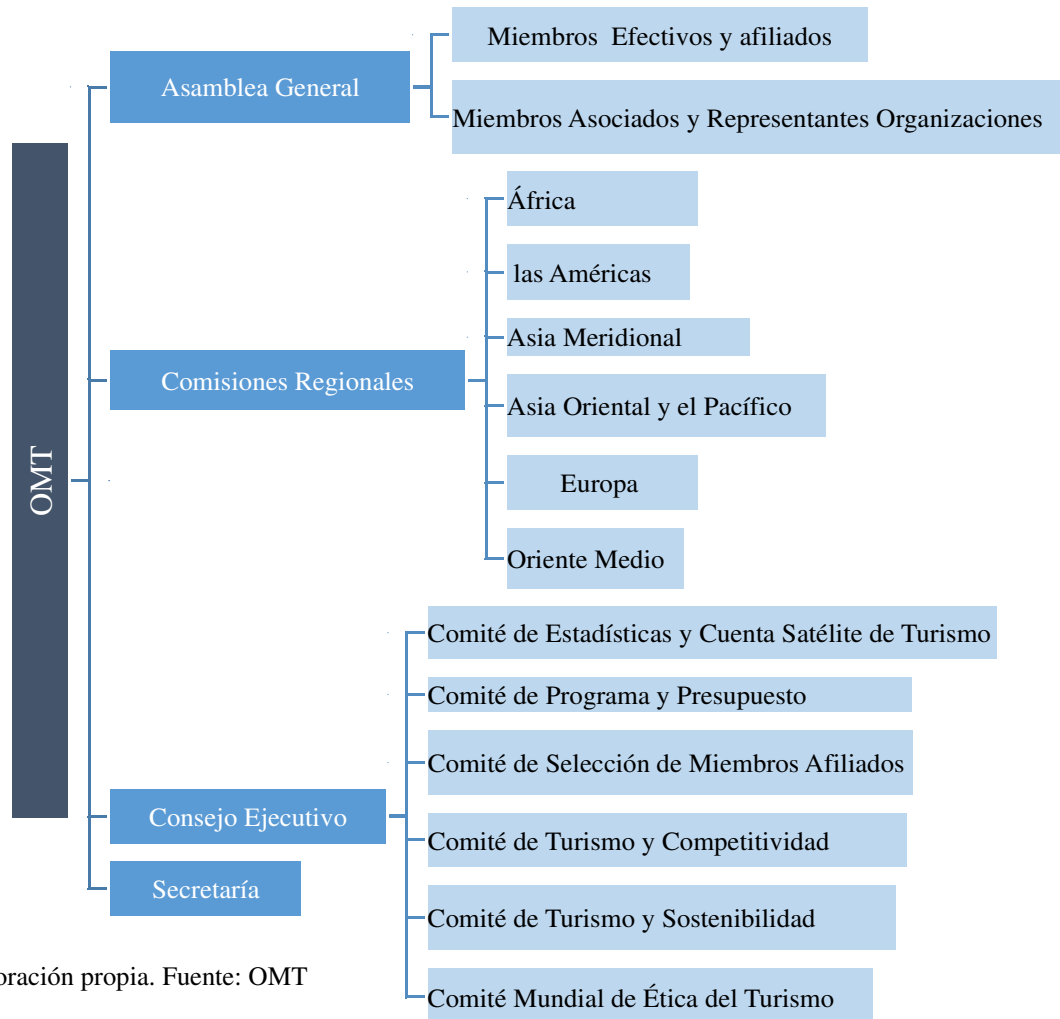 OMT
Asamblea General
Miembros Efectivos y afiliados
Miembros Asociados y Representantes Organizaciones
Comisiones Regionales
África
las Américas
Asia Meridional
Asia Oriental y el Pacífico
Europa
Oriente Medio
Consejo Ejecutivo
Comité de Estadísticas y Cuenta Satélite de Turismo
Comité de Programa y Presupuesto
Comité de Selección de Miembros Afiliados
Comité de Turismo y Competitividad
Comité de Turismo y Sostenibilidad
Comité Mundial de Ética del Turismo
Secretaría
propia. Fuente: OMT